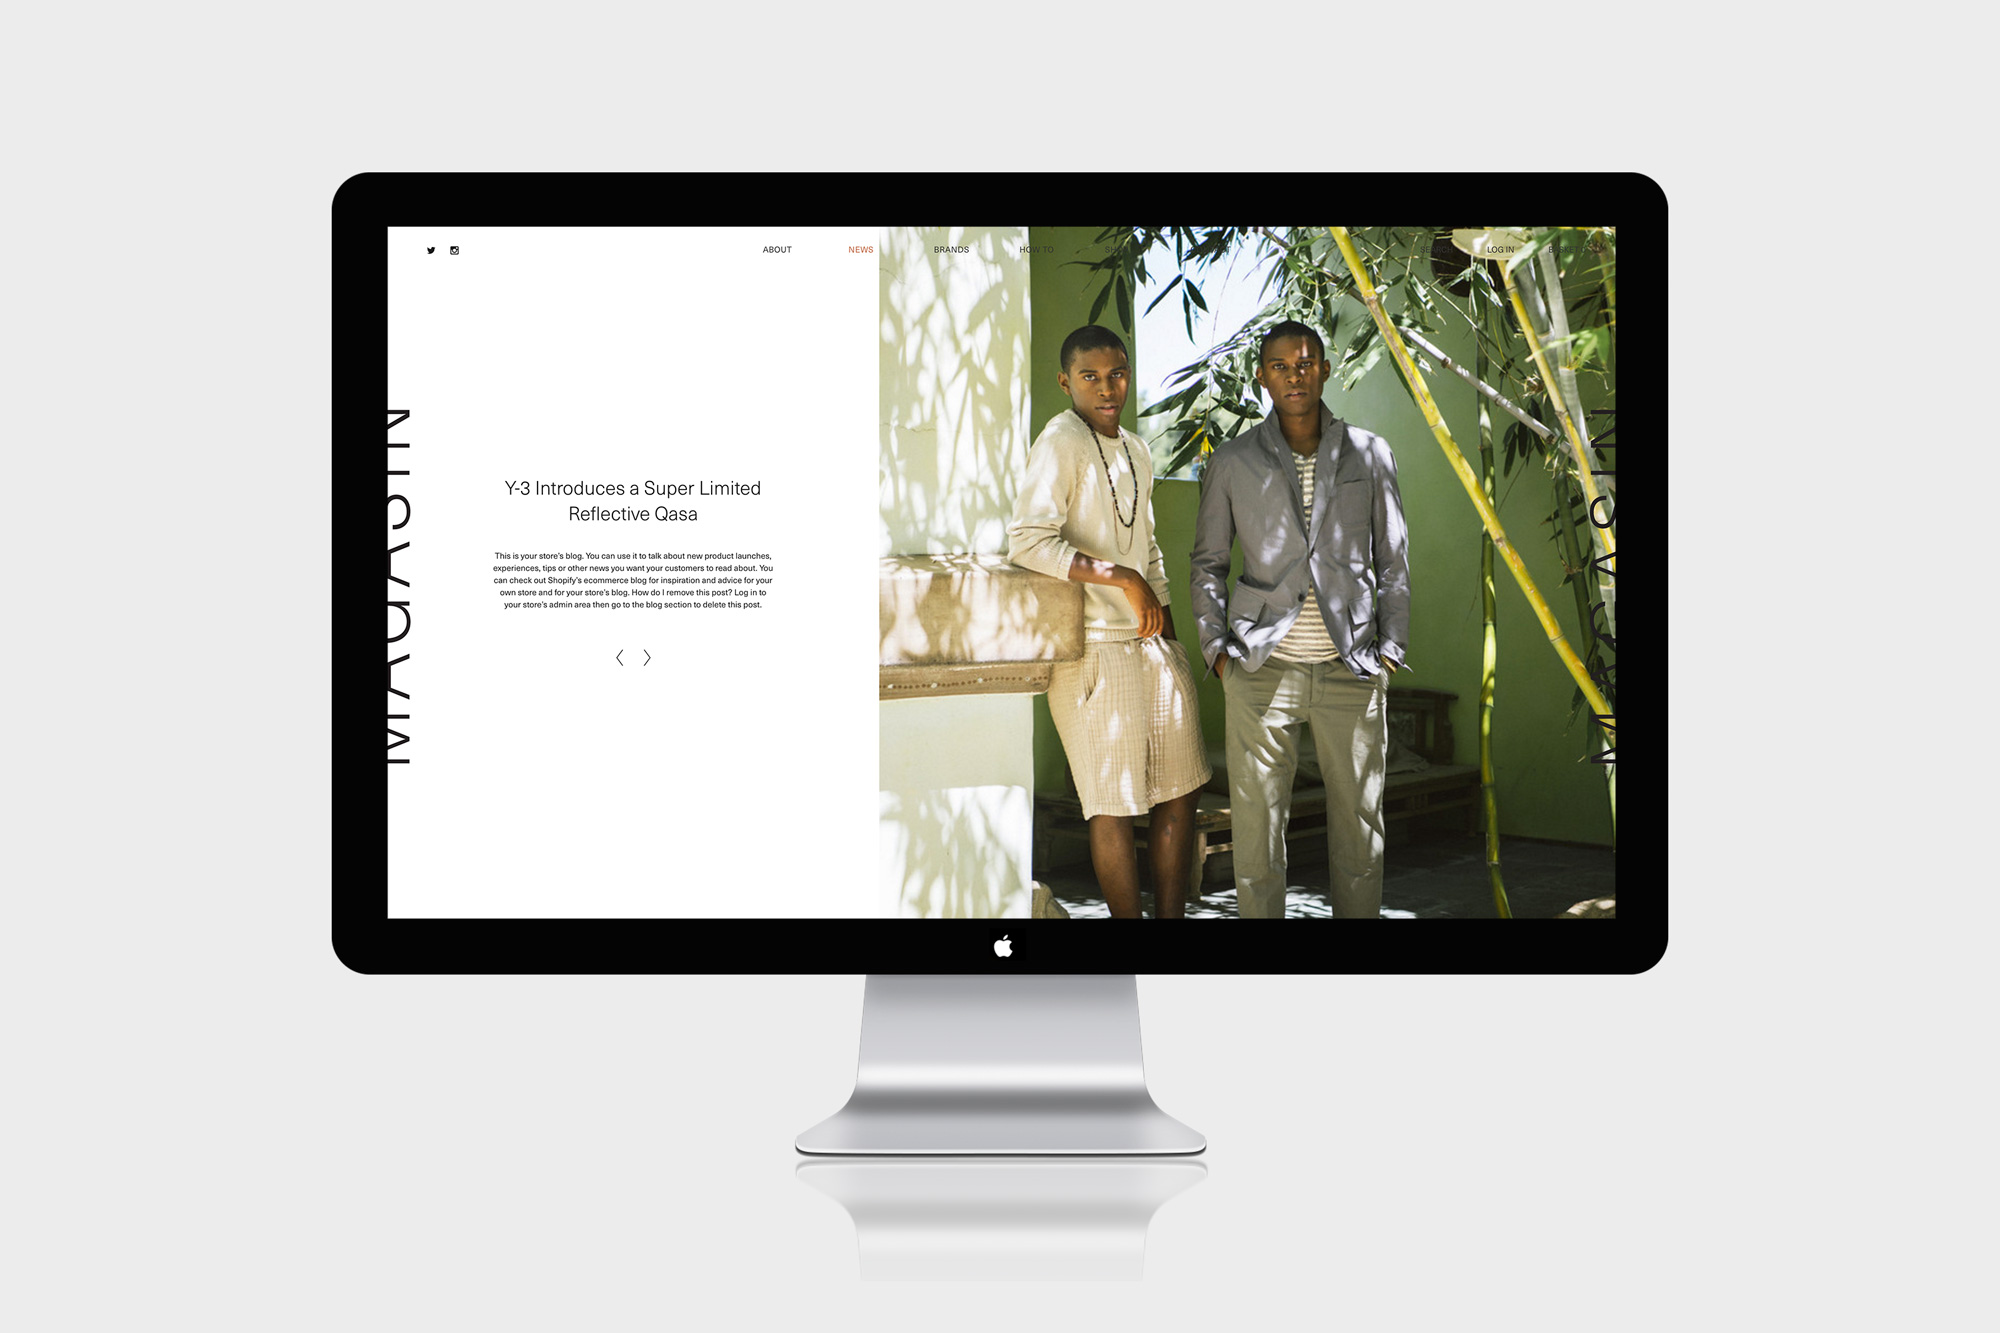 ABOUT NEWS BRANDS HOW TO LOG IN
MAGASIN
Y-3 Introduces a Super Limited
Reflective Qasa
This is your store's blog. You can use it to talk about new product launches,
experiences, tips or other news you want your customers to read about. You
can check out Shopify's ecommerce blog for inspiration and advice for your
own store and for your store's blog. How do I remove this post? Log in to
your store's admin area then go to the blog section to delete this post.
MAGASIN